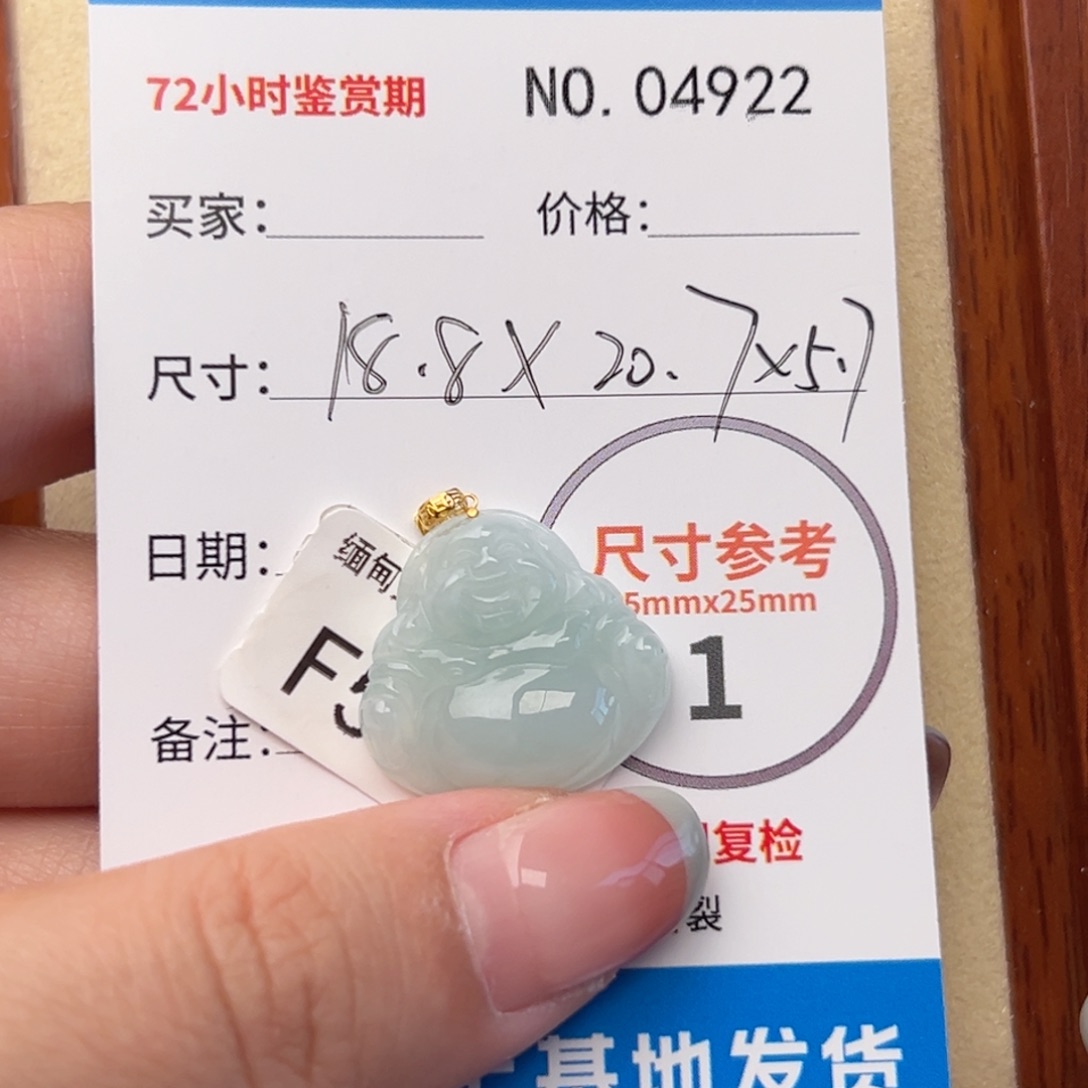 72小时鉴赏期 NO. 04922
买家： 价格：
尺寸： 18.8X20.7x5.7
日期：
缅甸
尺寸参考
5mmx25mm
F
1
备注：
复检
裂
基地发货